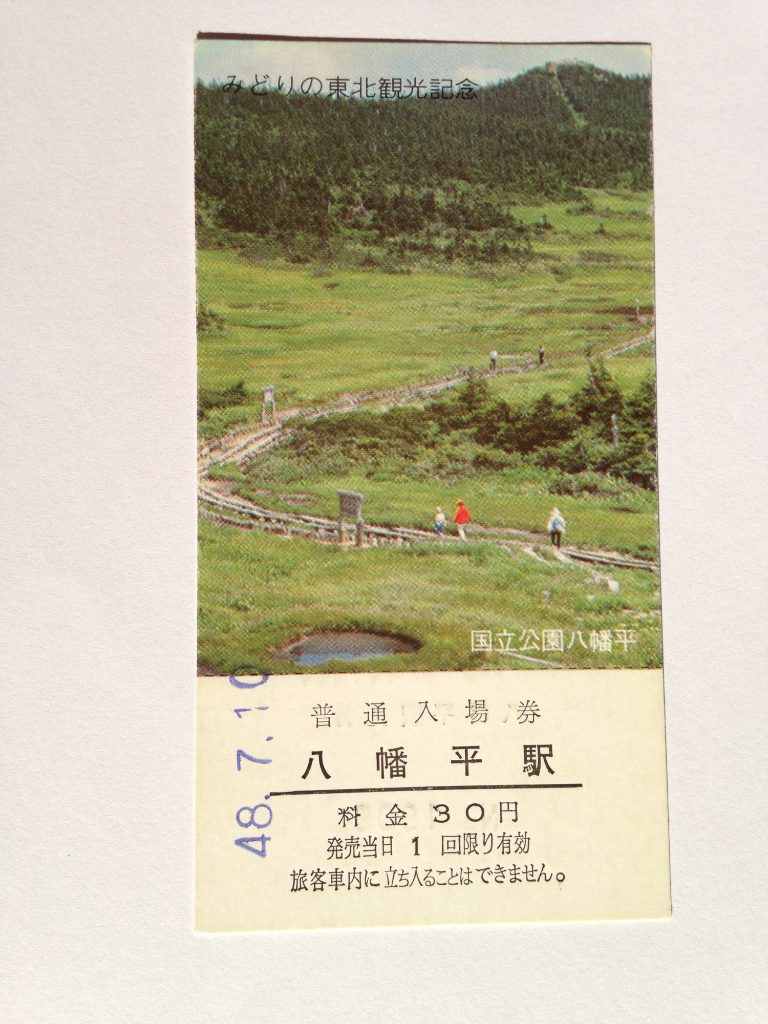 みどりの東北観光記念
国立公園八幡平
48.7.10
普通入場券
八幡平駅
料金30円
発売当日1回限り有効
旅客車内に立ち入ることはできません。